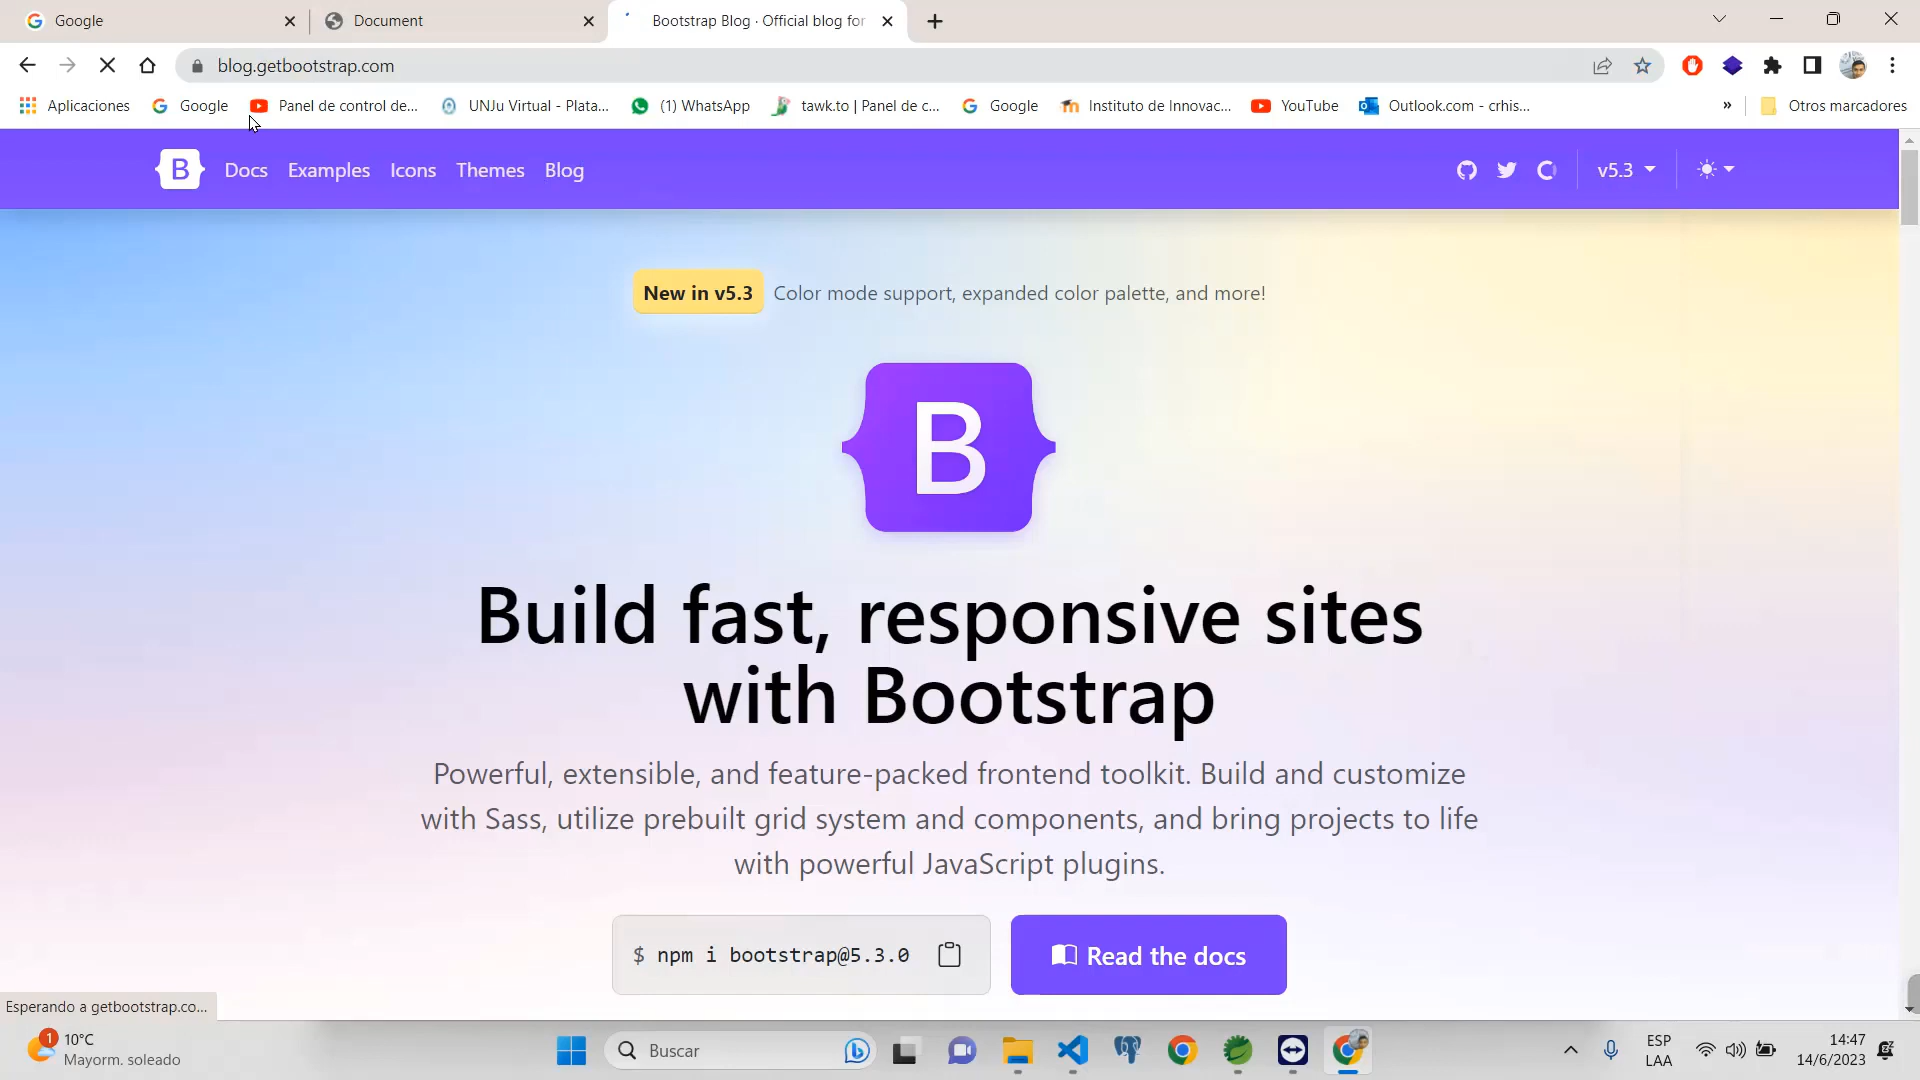 Google
Document
Bootstrap Blog · Official blog for
blog.getbootstrap.com
Aplicaciones
Google
Panel de control de...
UNJu Virtual - Plata...
(1) WhatsApp
tawk.to | Panel de c...
Google
Instituto de Innovac...
YouTube
Outlook.com - crhis...
»
Otros marcadores
B
Docs
Examples
Icons
Themes
Blog
v5.3
New in v5.3 Color mode support, expanded color palette, and more!
B
Build fast, responsive sites
with Bootstrap
Powerful, extensible, and feature-packed frontend toolkit. Build and customize
with Sass, utilize prebuilt grid system and components, and bring projects to life
with powerful JavaScript plugins.
$ npm i bootstrap@5.3.0
Read the docs
Esperando a getbootstrap.co...
1
10°C
Mayorm. soleado
Buscar
ESP
LAA
14:47
14/6/2023